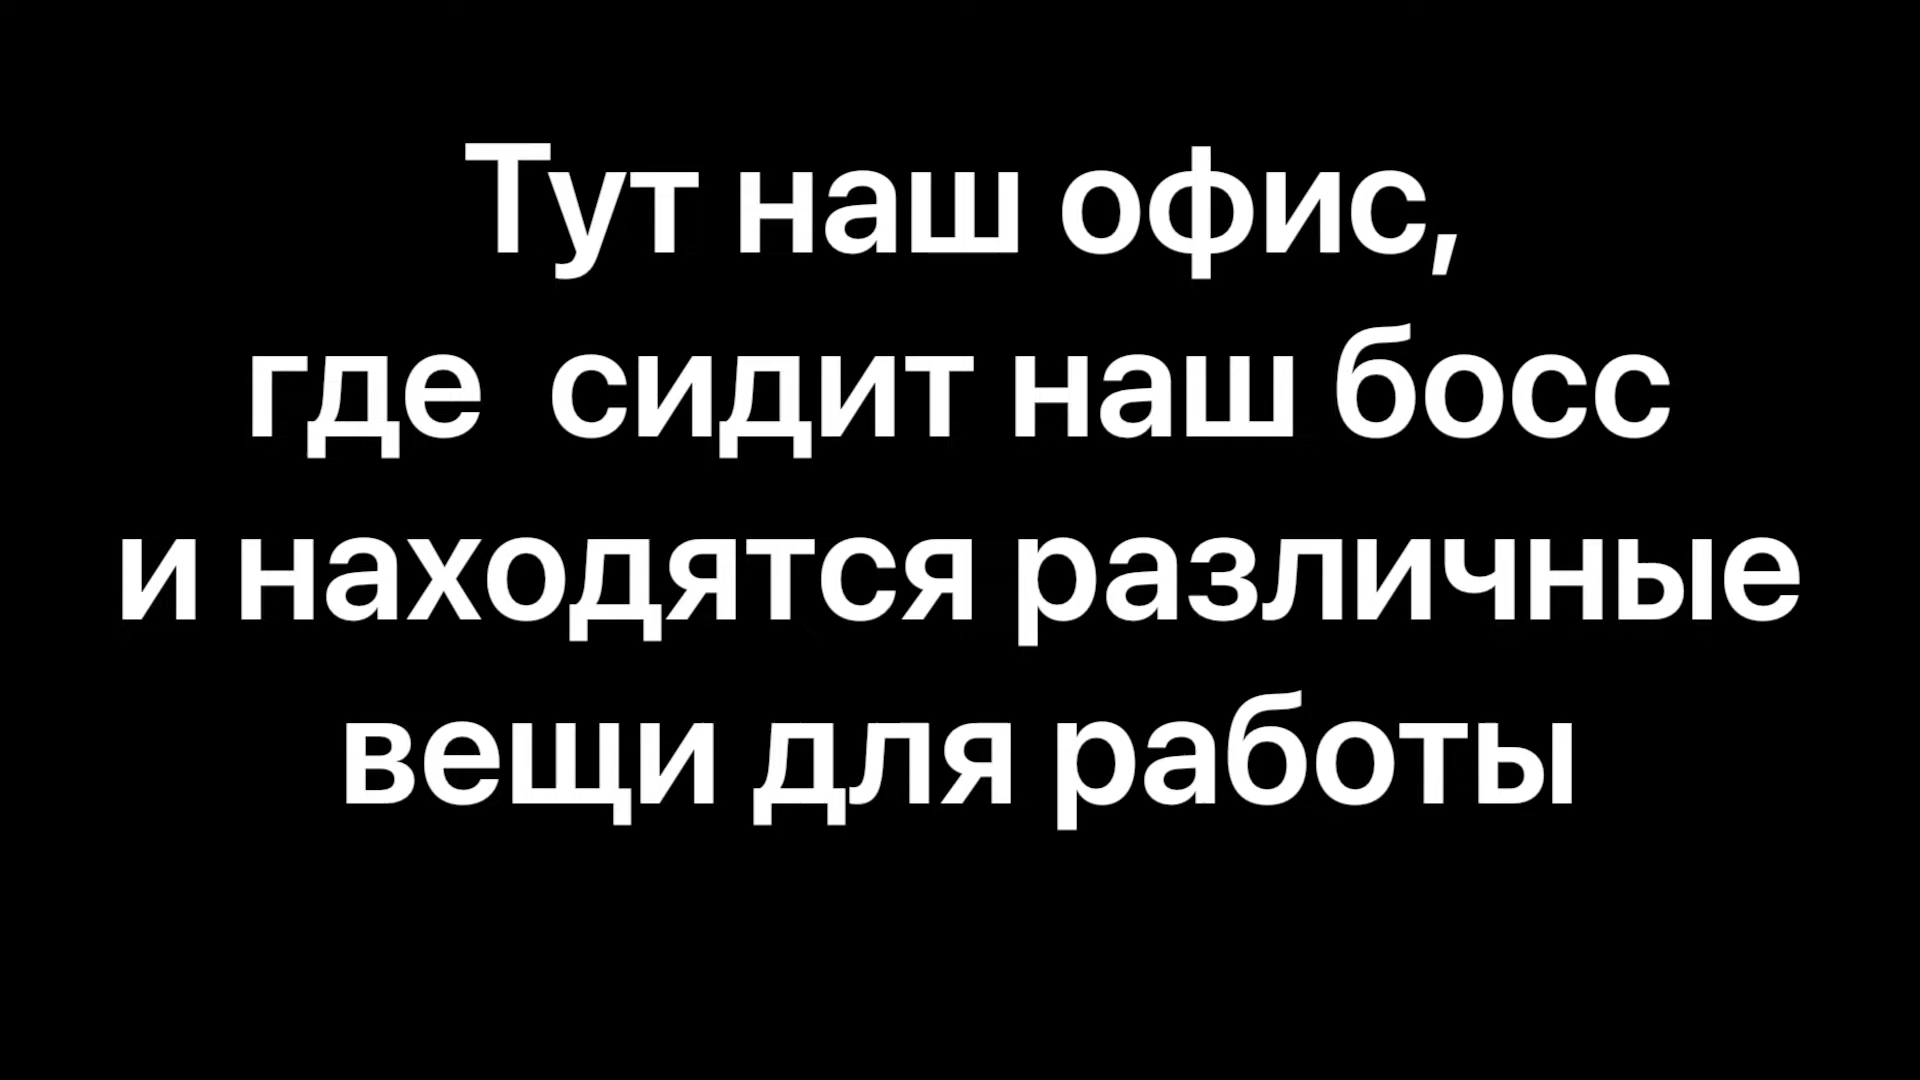 Тут наш офис,
где  сидит наш босс
и находятся различные
вещи для работы